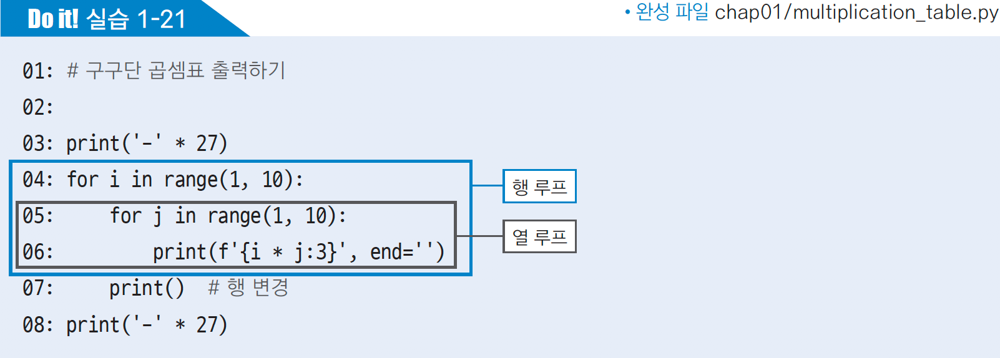 Do it! 실습 1-21
• 완성 파일 chap01/multiplication_table.py
01: # 구구단 곱셈표 출력하기
02:
03: print('-' * 27)
04: for i in range(1, 10):
행 루프
05:     for j in range(1, 10):
열 루프
06:         print(f'{i * j:3}', end='')
07:     print()  # 행 변경
08: print('-' * 27)